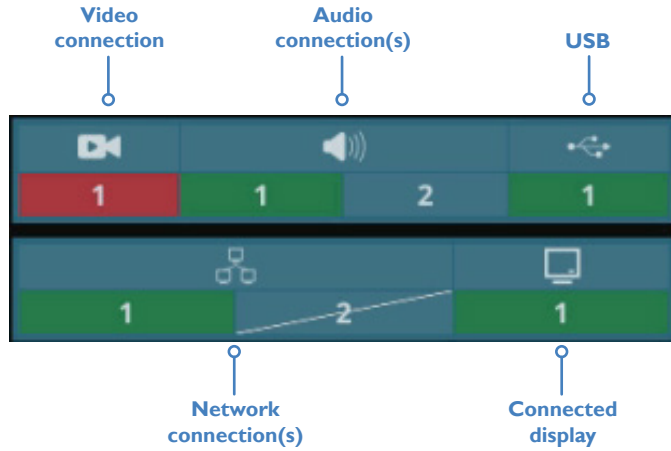 Video
connection
Audio
connection(s)
USB
1
1
2
1
1
2
1
Network
connection(s)
Connected
display